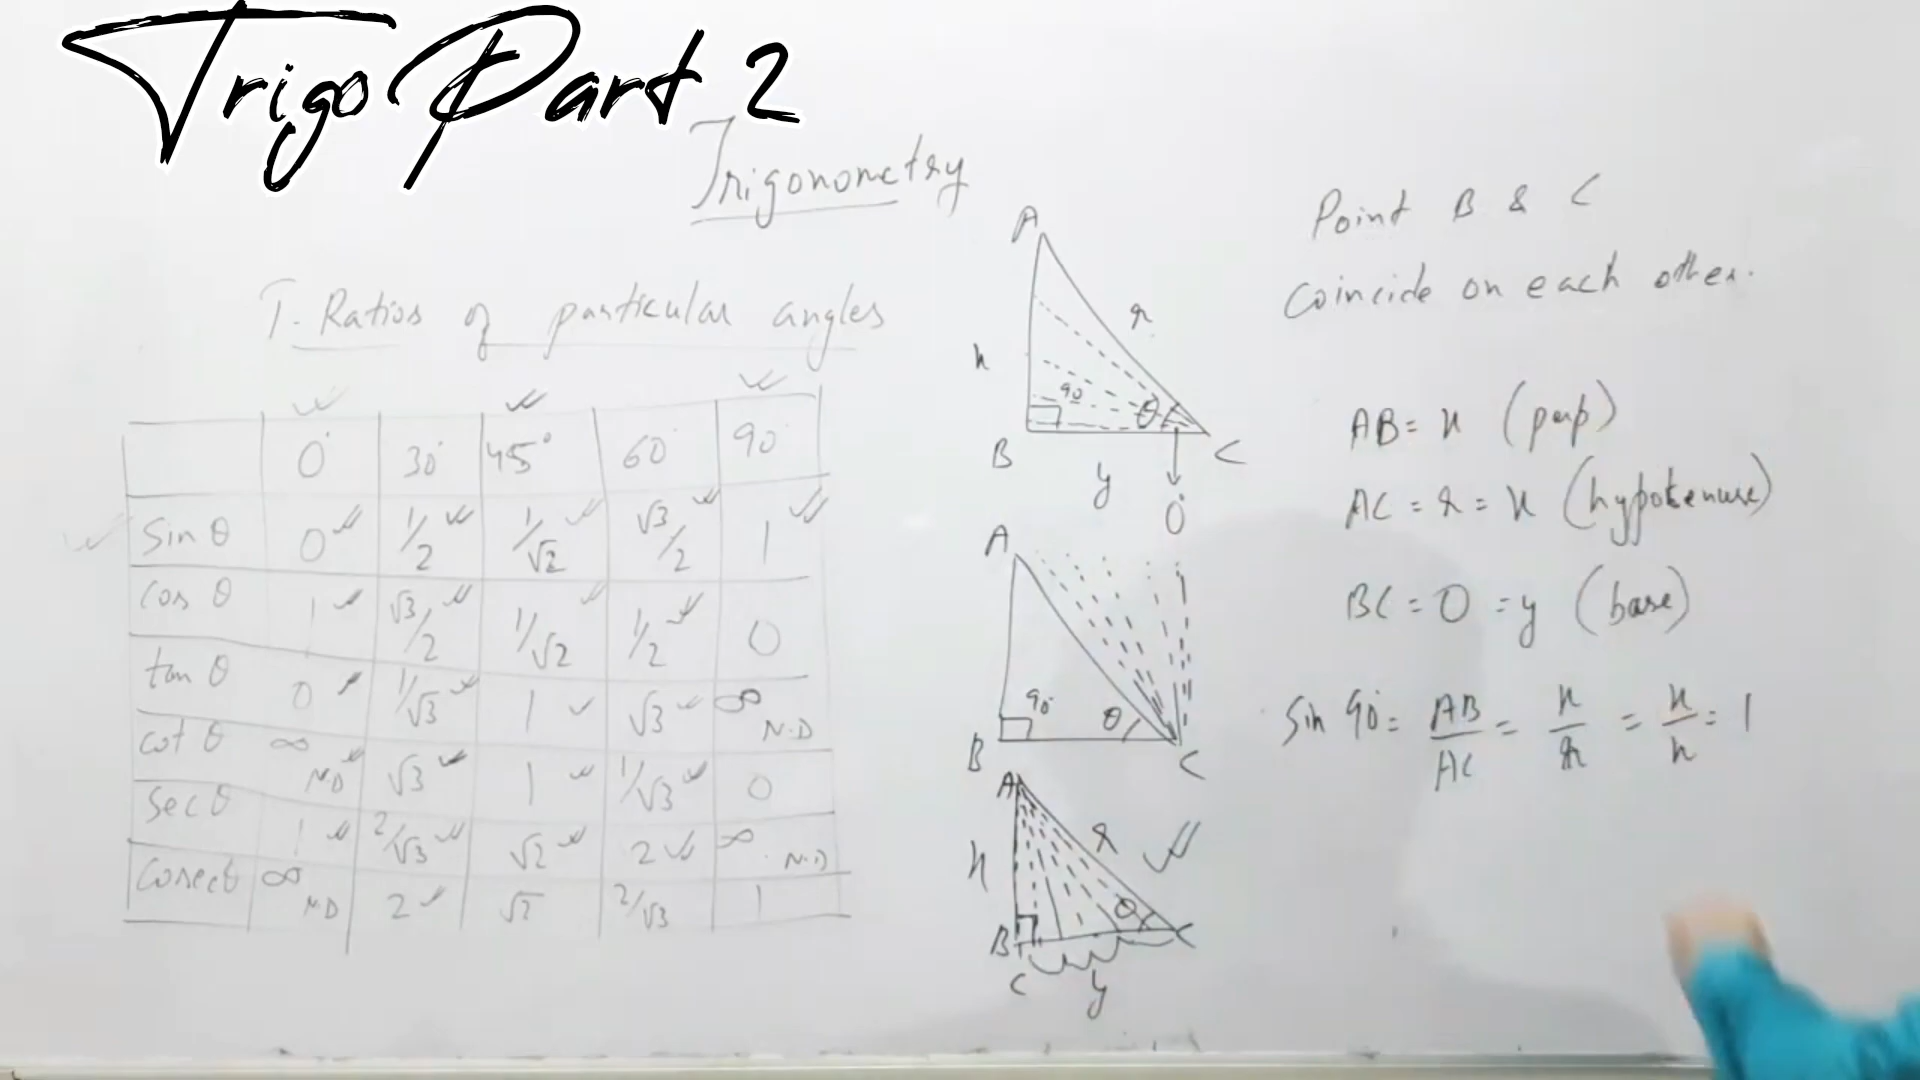 Trigo Part 2
Trigonometry
T. Ratios of particular angles
0° 30° 45° 60° 90°
Sin θ 0 1/2 1/√2 √3/2 1
Cos θ 1 √3/2 1/√2 1/2 0
tan θ 0 1/√3 1 √3 ∞ N.D
Cot θ ∞ N.D √3 1 1/√3 0
Sec θ 1 2/√3 √2 2 ∞ N.D
Cosec θ ∞ N.D 2 √2 2/√3 1
A
x
r
90
θ
B
y
C
0°
A
90°
θ
B
C
A
x
r
θ
B
C
y
Point B & C
Coincide on each other.
AB = x (perp)
AC = r = x (hypotenuse)
BC = 0 = y (base)
Sin 90° = AB/AC = x/r = x/x = 1